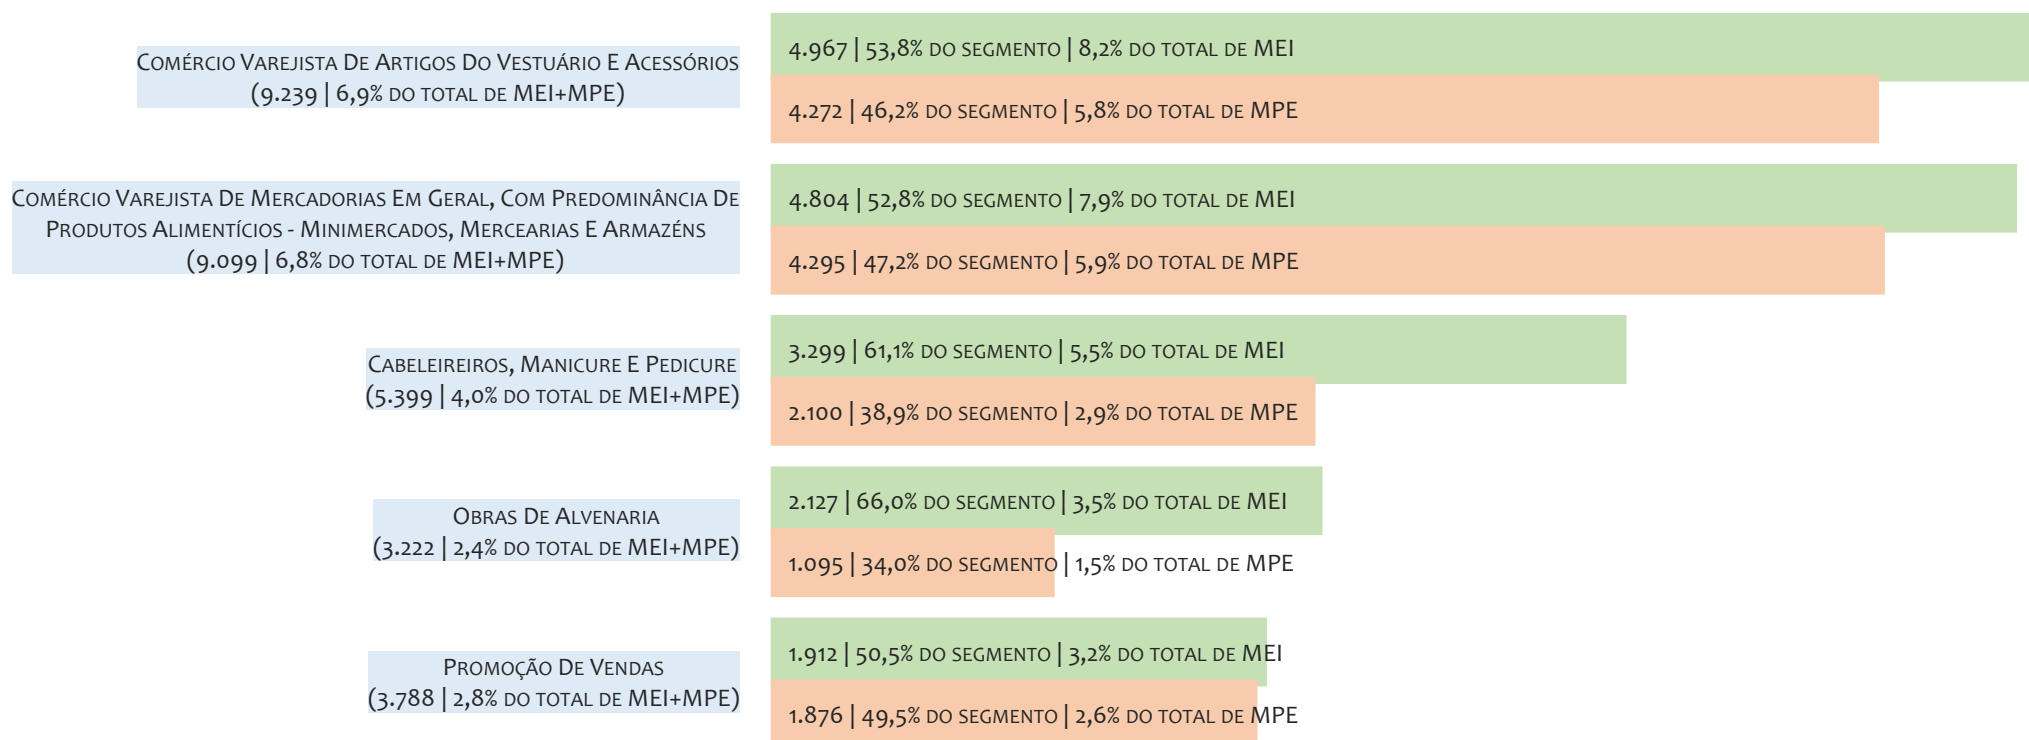 Comércio Varejista De Artigos Do Vestuário E Acessórios
(9.239 | 6,9% do total de MEI+MPE)
4.967 | 53,8% do segmento | 8,2% do total de MEI
4.272 | 46,2% do segmento | 5,8% do total de MPE
Comércio Varejista De Mercadorias Em Geral, Com Predominância De
Produtos Alimentícios - Minimercados, Mercearias E Armazéns
(9.099 | 6,8% do total de MEI+MPE)
4.804 | 52,8% do segmento | 7,9% do total de MEI
4.295 | 47,2% do segmento | 5,9% do total de MPE
Cabeleireiros, Manicure E Pedicure
(5.399 | 4,0% do total de MEI+MPE)
3.299 | 61,1% do segmento | 5,5% do total de MEI
2.100 | 38,9% do segmento | 2,9% do total de MPE
Obras De Alvenaria
(3.222 | 2,4% do total de MEI+MPE)
2.127 | 66,0% do segmento | 3,5% do total de MEI
1.095 | 34,0% do segmento | 1,5% do total de MPE
Promoção De Vendas
(3.788 | 2,8% do total de MEI+MPE)
1.912 | 50,5% do segmento | 3,2% do total de MEI
1.876 | 49,5% do segmento | 2,6% do total de MPE